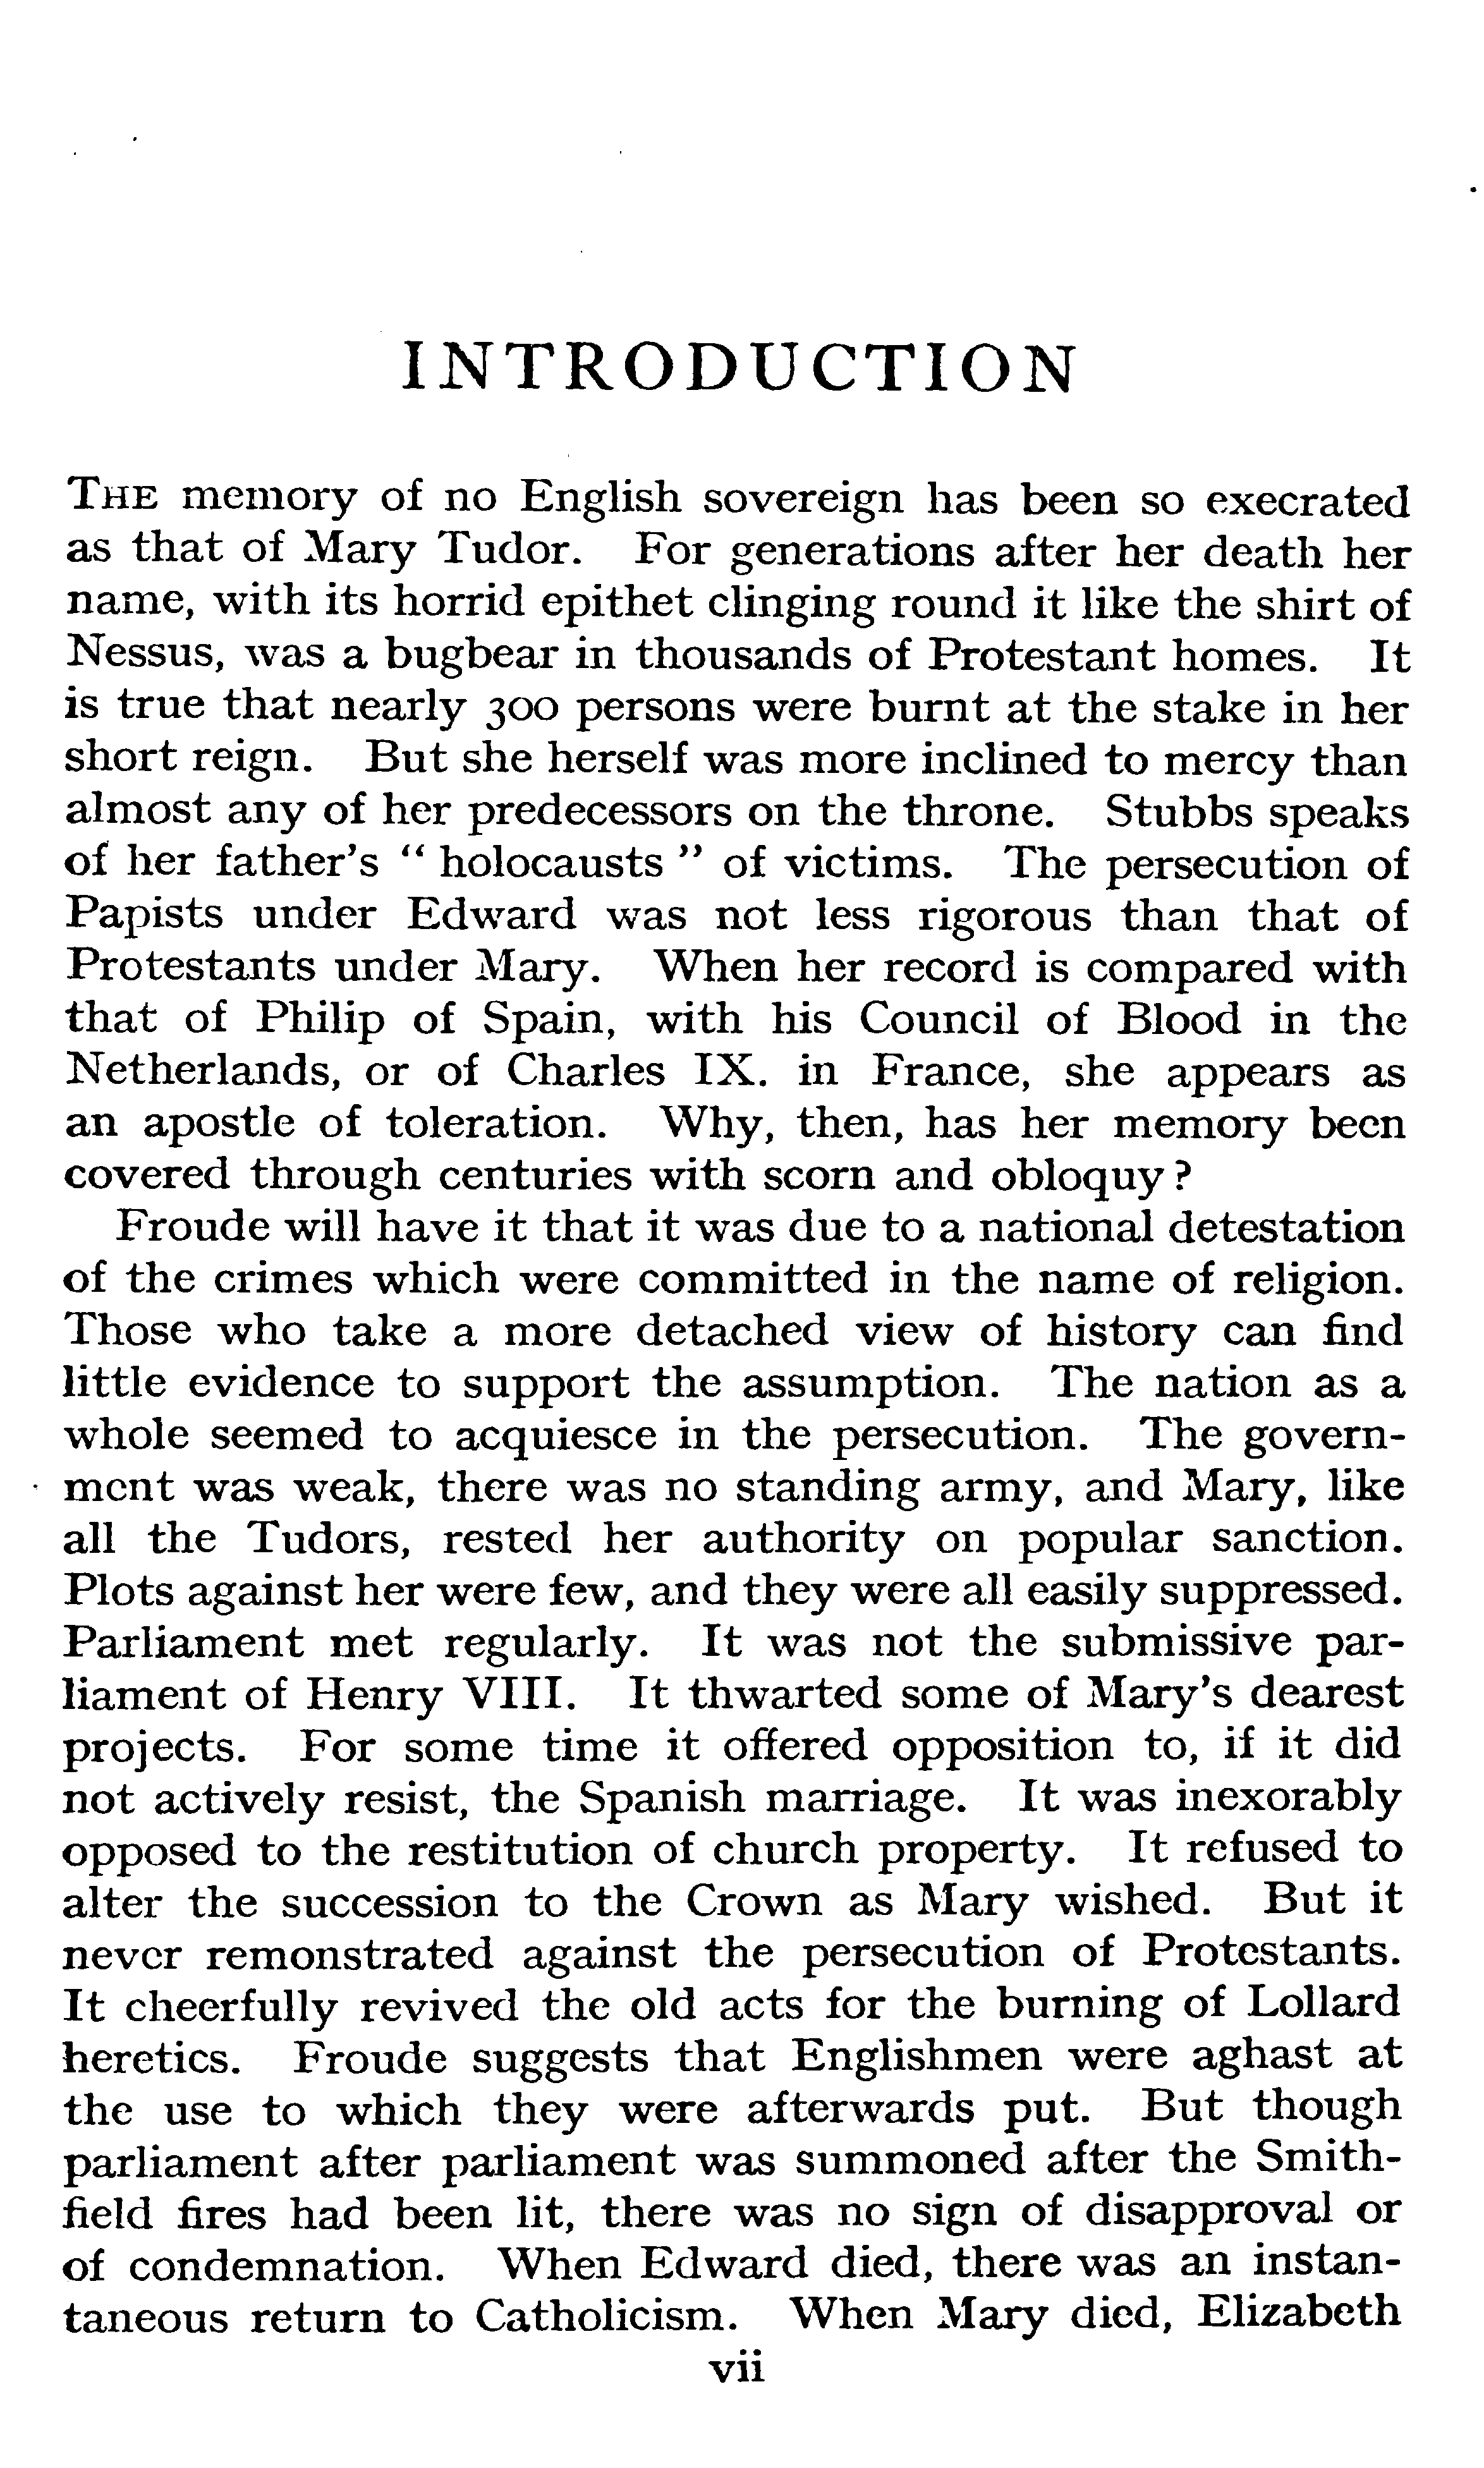 INTRODUCTION
THE memory of no English sovereign has been so execrated
as that of Mary Tudor. For generations after her death her
name, with its horrid epithet clinging round it like the shirt of
Nessus, was a bugbear in thousands of Protestant homes. It
is true that nearly 300 persons were burnt at the stake in her
short reign. But she herself was more inclined to mercy than
almost any of her predecessors on the throne. Stubbs speaks
of her father's “ holocausts ” of victims. The persecution of
Papists under Edward was not less rigorous than that of
Protestants under Mary. When her record is compared with
that of Philip of Spain, with his Council of Blood in the
Netherlands, or of Charles IX. in France, she appears as
an apostle of toleration. Why, then, has her memory been
covered through centuries with scorn and obloquy?
Froude will have it that it was due to a national detestation
of the crimes which were committed in the name of religion.
Those who take a more detached view of history can find
little evidence to support the assumption. The nation as a
whole seemed to acquiesce in the persecution. The govern-
ment was weak, there was no standing army, and Mary, like
all the Tudors, rested her authority on popular sanction.
Plots against her were few, and they were all easily suppressed.
Parliament met regularly. It was not the submissive par-
liament of Henry VIII. It thwarted some of Mary's dearest
projects. For some time it offered opposition to, if it did
not actively resist, the Spanish marriage. It was inexorably
opposed to the restitution of church property. It refused to
alter the succession to the Crown as Mary wished. But it
never remonstrated against the persecution of Protestants.
It cheerfully revived the old acts for the burning of Lollard
heretics. Froude suggests that Englishmen were aghast at
the use to which they were afterwards put. But though
parliament after parliament was summoned after the Smith-
field fires had been lit, there was no sign of disapproval or
of condemnation. When Edward died, there was an instan-
taneous return to Catholicism. When Mary died, Elizabeth
vii